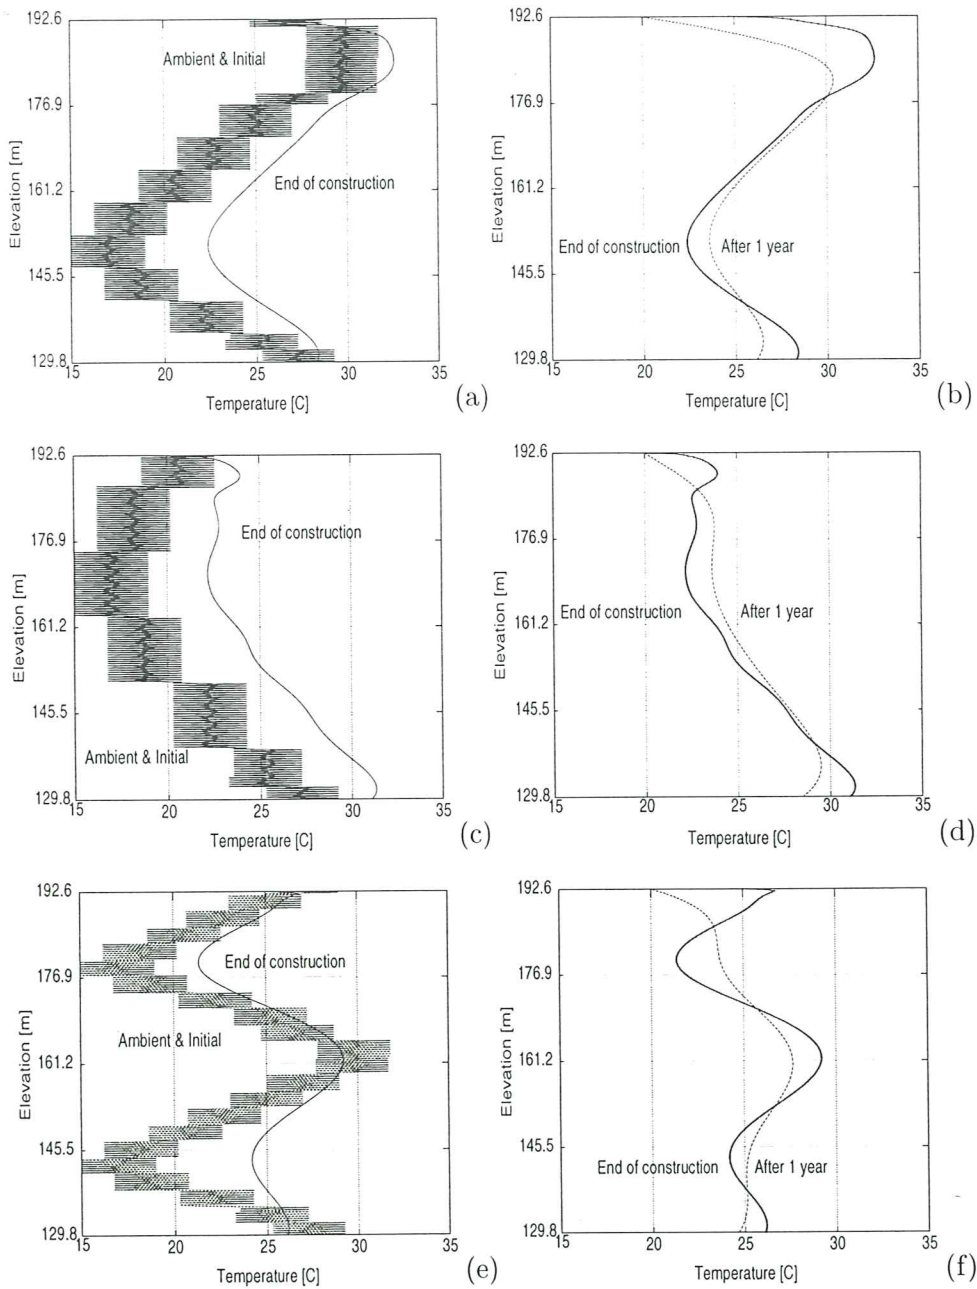 192.6
176.9
161.2
145.5
129.8
Elevation [m]
Ambient & Initial
End of construction
15 20 25 30 35
Temperature [C]
(a)
192.6
176.9
161.2
145.5
129.8
Elevation [m]
End of construction
After 1 year
15 20 25 30 35
Temperature [C]
(b)
192.6
176.9
161.2
145.5
129.8
Elevation [m]
End of construction
Ambient & Initial
15 20 25 30 35
Temperature [C]
(c)
192.6
176.9
161.2
145.5
129.8
Elevation [m]
End of construction
After 1 year
15 20 25 30 35
Temperature [C]
(d)
192.6
176.9
161.2
145.5
129.8
Elevation [m]
End of construction
Ambient & Initial
15 20 25 30 35
Temperature [C]
(e)
192.6
176.9
161.2
145.5
129.8
Elevation [m]
End of construction
After 1 year
15 20 25 30 35
Temperature [C]
(f)